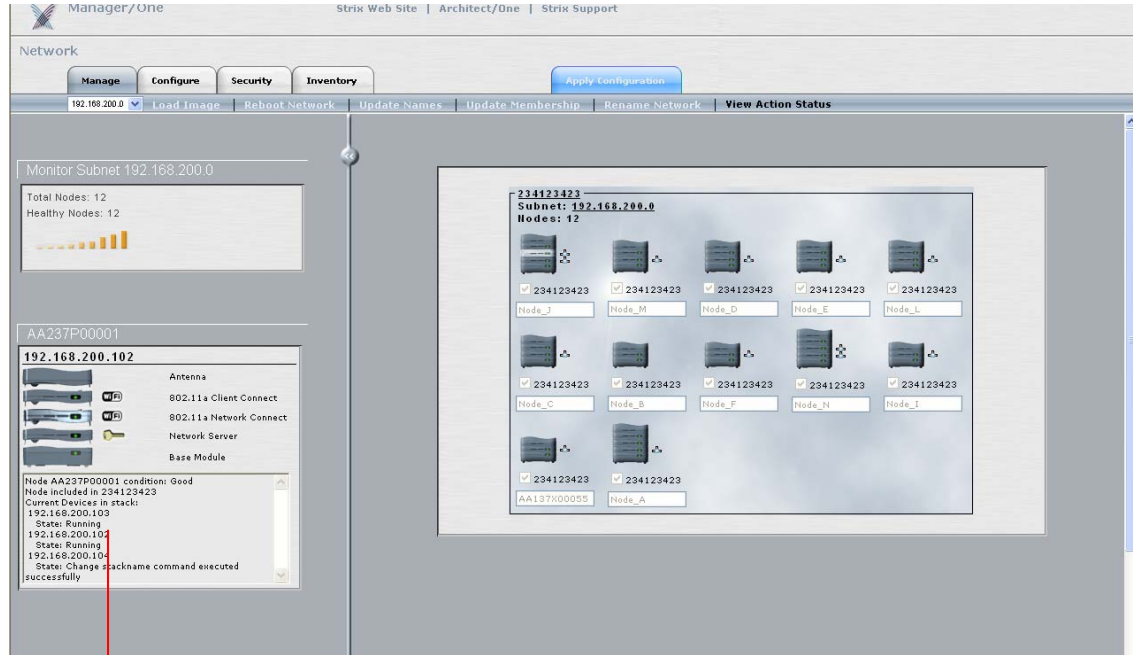 Manager/One
Strix Web Site | Architect/One | Strix Support
Network
Manage Configure Security Inventory Apply Configuration
192.168.200.0 Load Image | Reboot Network | Update Names | Update Membership | Rename Network | View Action Status
Monitor Subnet 192.168.200.0
Total Nodes: 12
Healthy Nodes: 12
AA237P00001
192.168.200.102
Antenna
WiFi 802.11a Client Connect
WiFi 802.11a Network Connect
Network Server
Base Module
Node AA237P00001 condition: Good
Node included in 234123423
Current Devices in stack:
192.168.200.103
State: Running
192.168.200.102
State: Running
192.168.200.104
State: Change stackname command executed
successfully
234123423
Subnet: 192.168.200.0
Nodes: 12
234123423 234123423 234123423 234123423 234123423
Node_J Node_M Node_D Node_E Node_L
234123423 234123423 234123423 234123423 234123423
Node_C Node_B Node_F Node_N Node_I
234123423 234123423
AA137X00055 Node_A